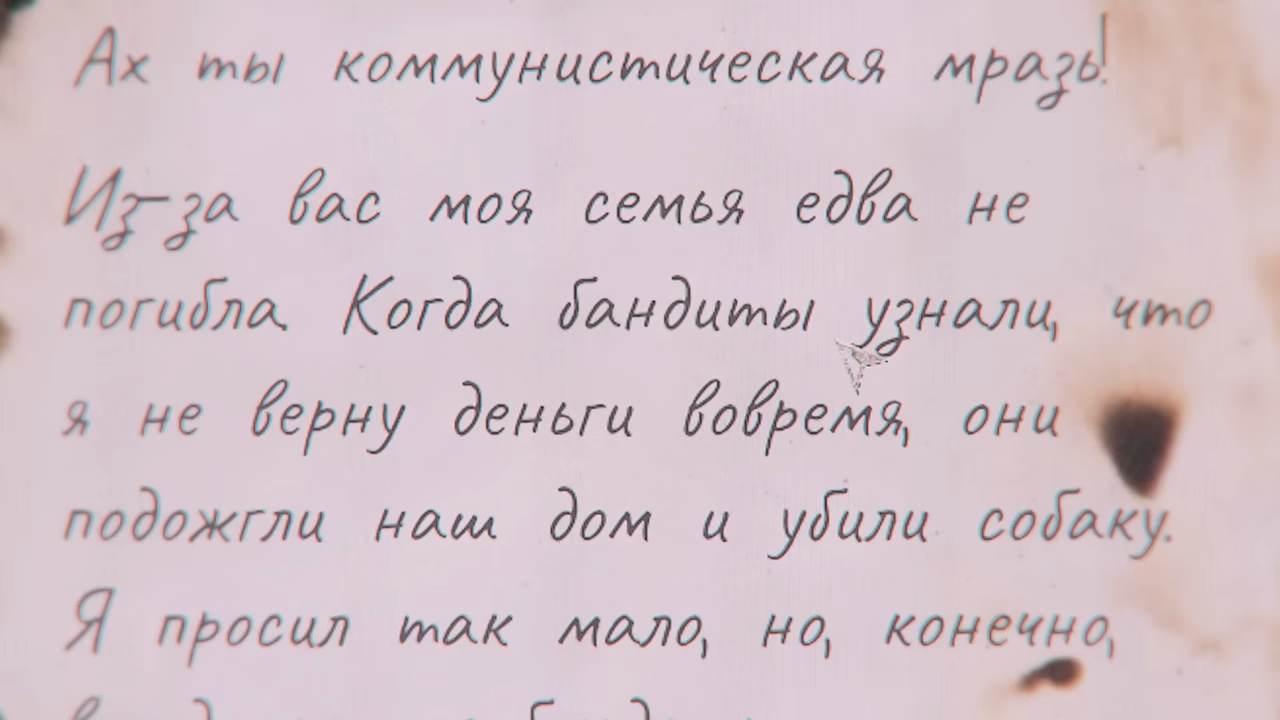 Ах ты коммунистическая мразь!
Из-за вас моя семья едва не
погибла. Когда бандиты узнали, что
я не верну деньги вовремя, они
подожгли наш дом и убили собаку.
Я просил так мало, но, конечно,